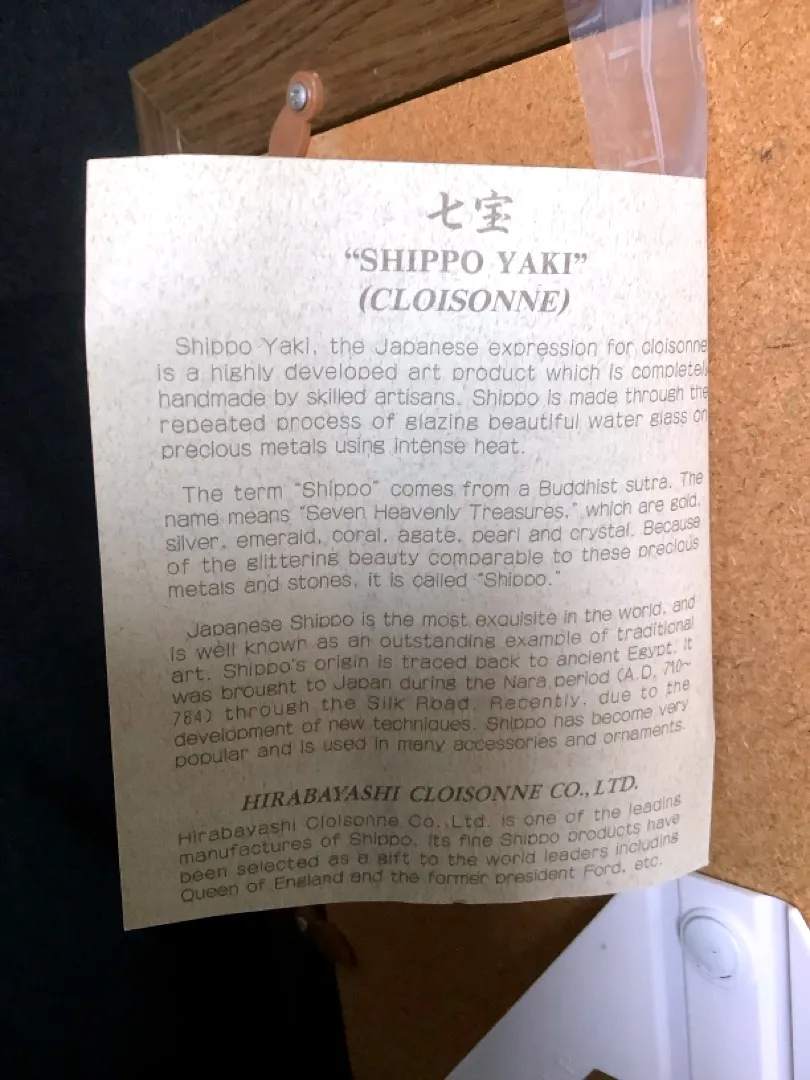 七宝
“SHIPPO YAKI”
(CLOISONNE)
Shippo Yaki, the Japanese expression for cloisonne
is a highly developed art product which is completel
handmade by skilled artisans. Shippo is made through the
repeated process of glazing beautiful water glass on
precious metals using intense heat.
The term “Shippo” comes from a Buddhist sutra. The
name means “Seven Heavenly Treasures,” which are gold,
silver, emerald, coral, agate, pearl and crystal. Because
of the glittering beauty comparable to these precious
metals and stones, it is called “Shippo.”
Japanese Shippo is the most exquisite in the world, and
is well known as an outstanding example of traditional
art. Shippo's origin is traced back to ancient Egypt. It
was brought to Japan during the Nara period (A.D. 710~
784) through the Silk Road. Recently, due to the
development of new techniques. Shippo has become very
popular and is used in many accessories and ornaments.
HIRABAYASHI CLOISONNE CO., LTD.
Hirabayashi Cloisonne Co., Ltd. is one of the leading
manufactures of Shippo. Its fine Shippo products have
been selected as a gift to the world leaders including
Queen of England and the former president Ford, etc.